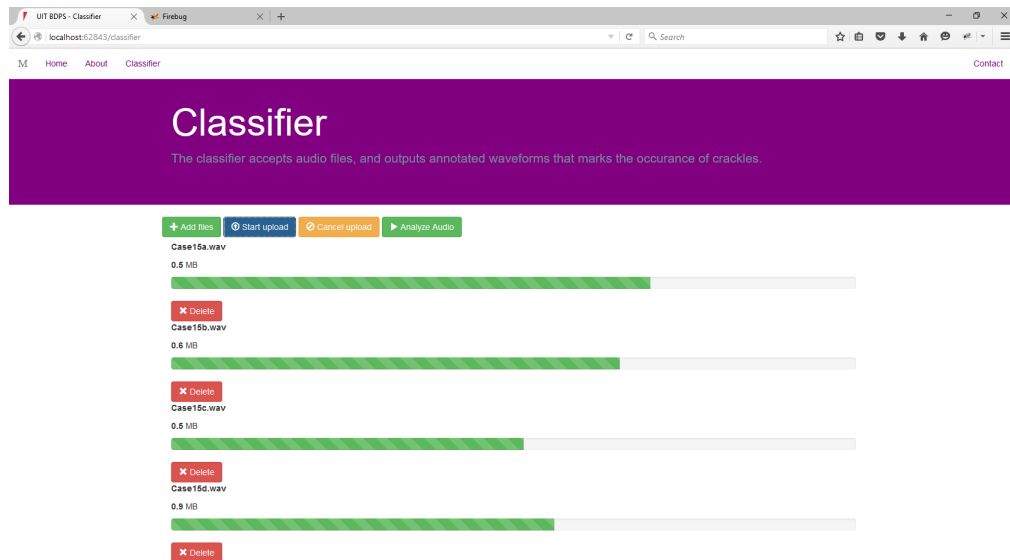 UIT BDPS - Classifier
Firebug
localhost:62843/classifier
Search
M Home About Classifier Contact
Classifier
The classifier accepts audio files, and outputs annotated waveforms that marks the occurance of crackles.
Add files Start upload Cancel upload Analyze Audio
Case15a.wav
0.5 MB
Delete
Case15b.wav
0.6 MB
Delete
Case15c.wav
0.5 MB
Delete
Case15d.wav
0.9 MB
Delete